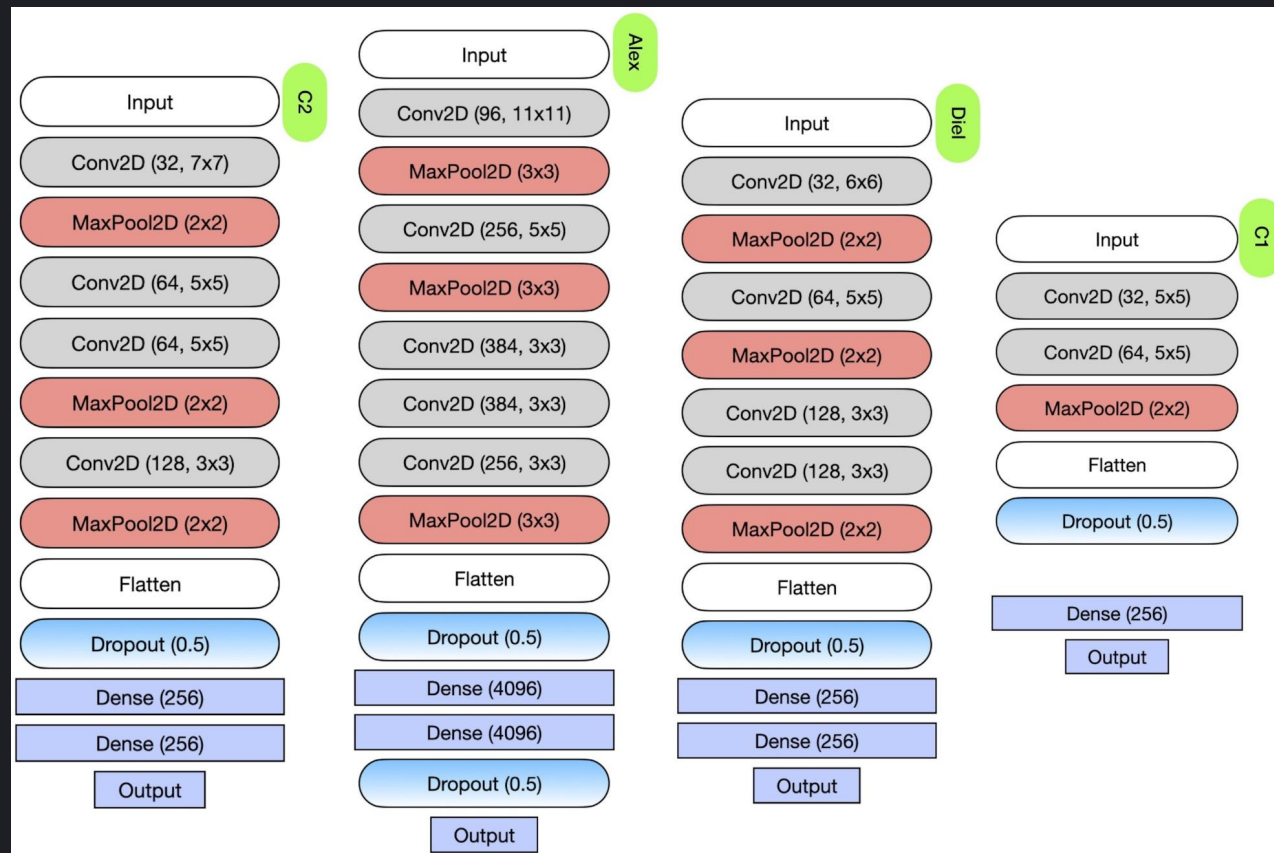 C2
Input
Conv2D (32, 7x7)
MaxPool2D (2x2)
Conv2D (64, 5x5)
Conv2D (64, 5x5)
MaxPool2D (2x2)
Conv2D (128, 3x3)
MaxPool2D (2x2)
Flatten
Dropout (0.5)
Dense (256)
Dense (256)
Output
Alex
Input
Conv2D (96, 11x11)
MaxPool2D (3x3)
Conv2D (256, 5x5)
MaxPool2D (3x3)
Conv2D (384, 3x3)
Conv2D (384, 3x3)
Conv2D (256, 3x3)
MaxPool2D (3x3)
Flatten
Dropout (0.5)
Dense (4096)
Dense (4096)
Dropout (0.5)
Output
Diel
Input
Conv2D (32, 6x6)
MaxPool2D (2x2)
Conv2D (64, 5x5)
MaxPool2D (2x2)
Conv2D (128, 3x3)
Conv2D (128, 3x3)
MaxPool2D (2x2)
Flatten
Dropout (0.5)
Dense (256)
Dense (256)
Output
C1
Input
Conv2D (32, 5x5)
Conv2D (64, 5x5)
MaxPool2D (2x2)
Flatten
Dropout (0.5)
Dense (256)
Output